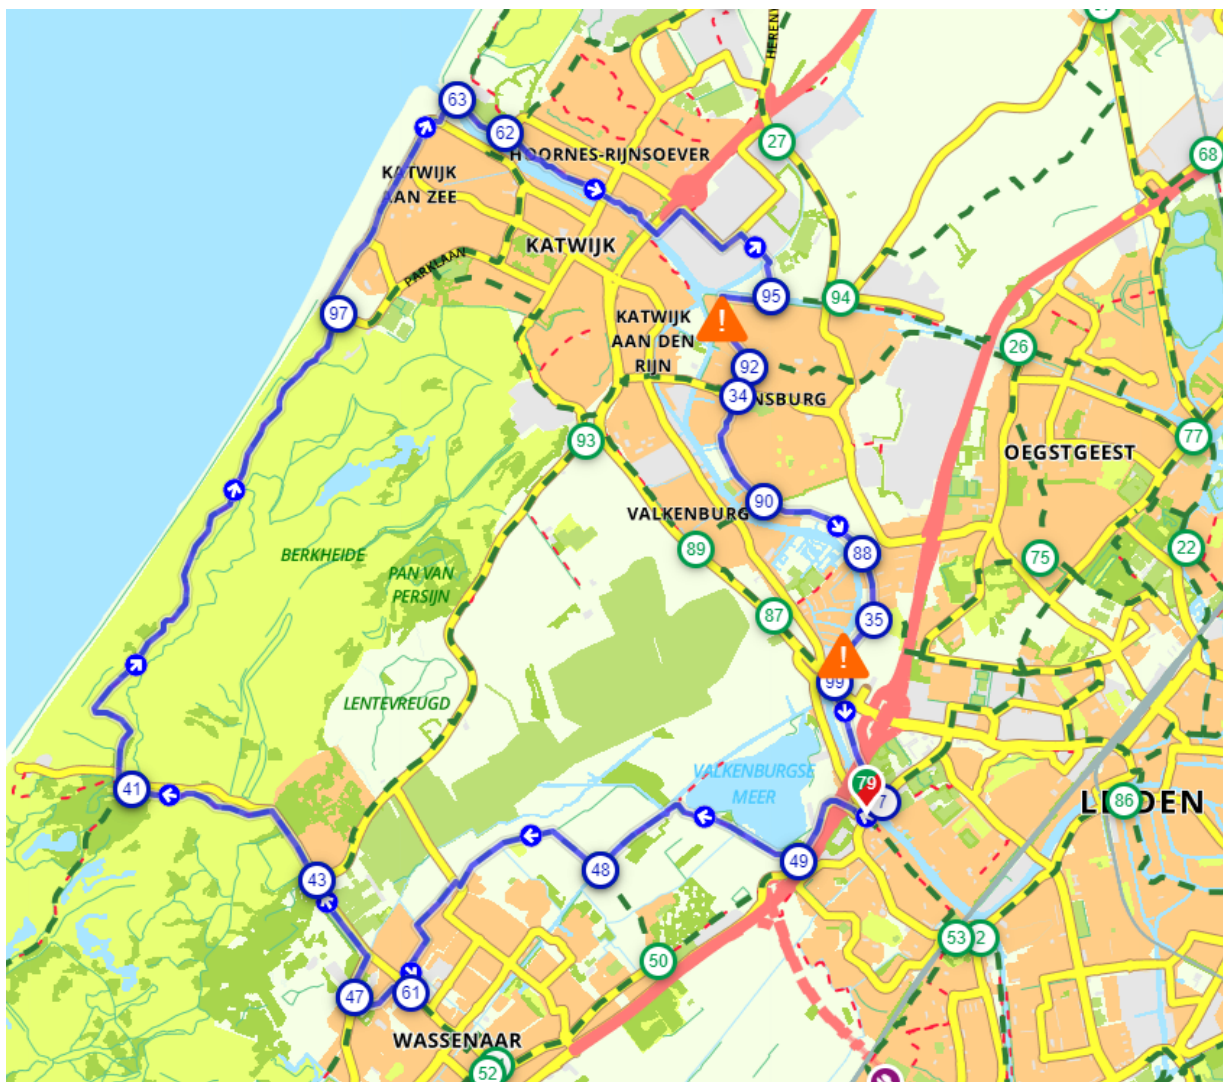 HERENW
63
62
27
68
HOORNES-RIJNSOEVER
KATWIJK
AAN ZEE
KATWIJK
PARKLAAN
97
95
94
KATWIJK
AAN DEN
RIJN
!
92
26
34
NSBURG
93
77
OEGSTGEEST
90
VALKENBURG
89
88
22
75
BERKHEIDE
PAN VAN
PERSIJN
87
35
!
99
LENTEVREUGD
VALKENBURGSE
MEER
79
7
41
86
LEIDEN
49
48
43
50
53
2
47
61
WASSENAAR
52